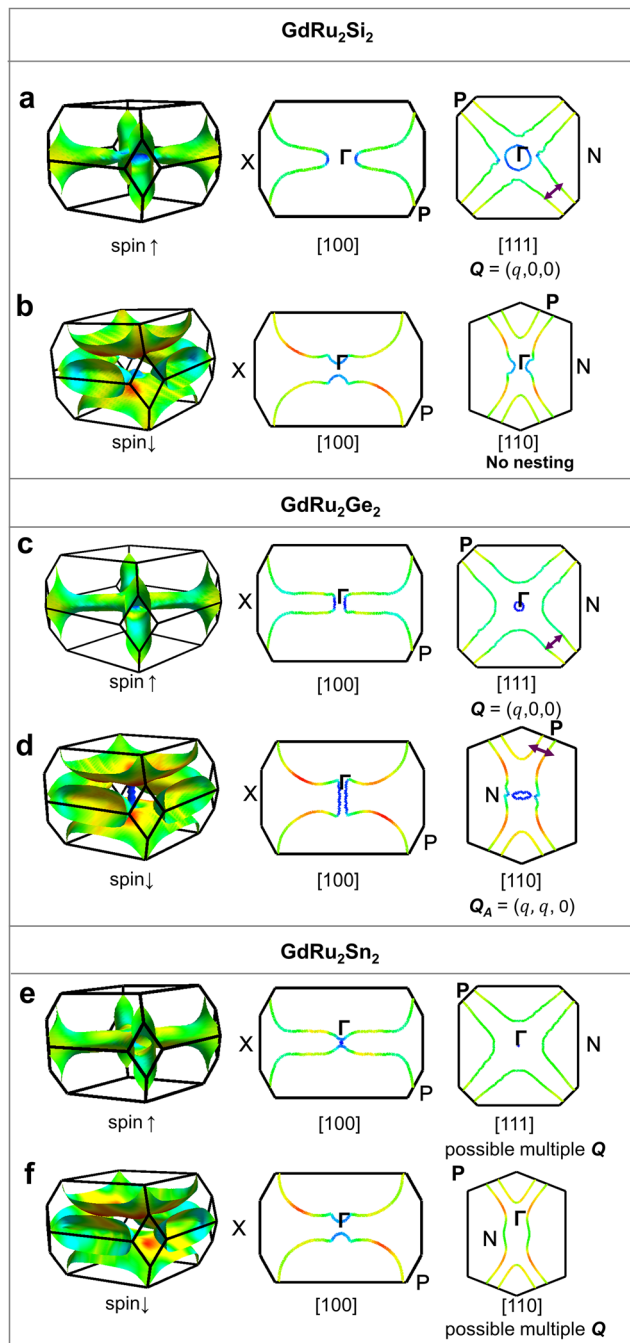 GdRu₂Si₂
a
X
Γ
P
P
Γ
N
spin ↑
[100]
[111]
Q = (q,0,0)
b
X
Γ
P
P
Γ
N
spin↓
[100]
[110]
No nesting
GdRu₂Ge₂
c
X
Γ
P
P
Γ
N
spin ↑
[100]
[111]
Q = (q,0,0)
d
X
Γ
P
P
N
spin↓
[100]
[110]
Q_A = (q, q, 0)
GdRu₂Sn₂
e
X
Γ
P
P
Γ
N
spin ↑
[100]
[111]
possible multiple Q
f
X
Γ
P
P
Γ
N
spin↓
[100]
[110]
possible multiple Q